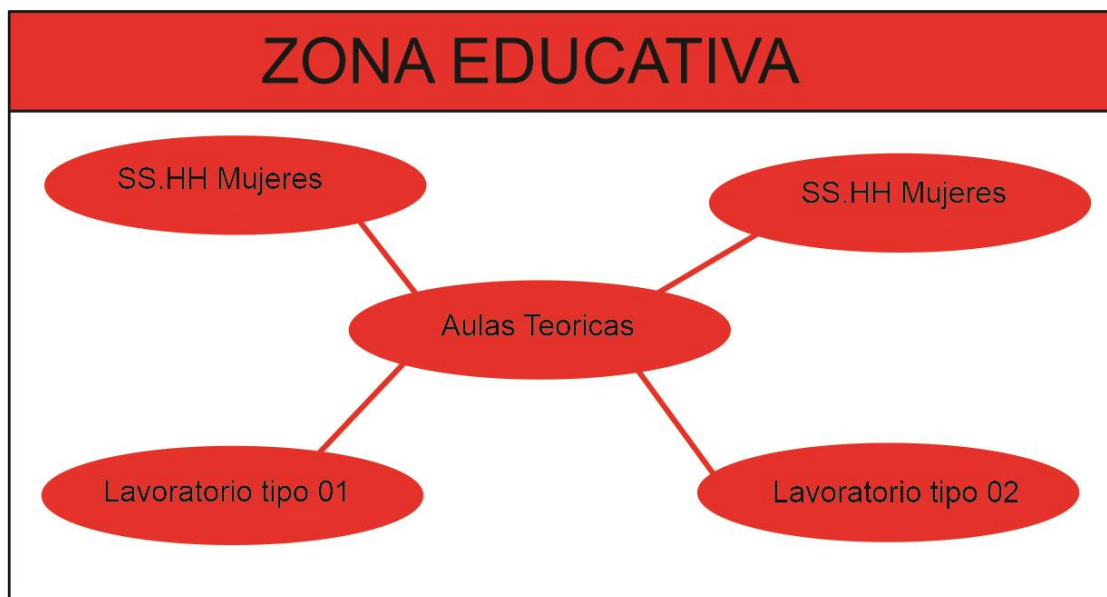 ZONA EDUCATIVA
SS.HH Mujeres
SS.HH Mujeres
Aulas Teoricas
Lavoratorio tipo 01
Lavoratorio tipo 02